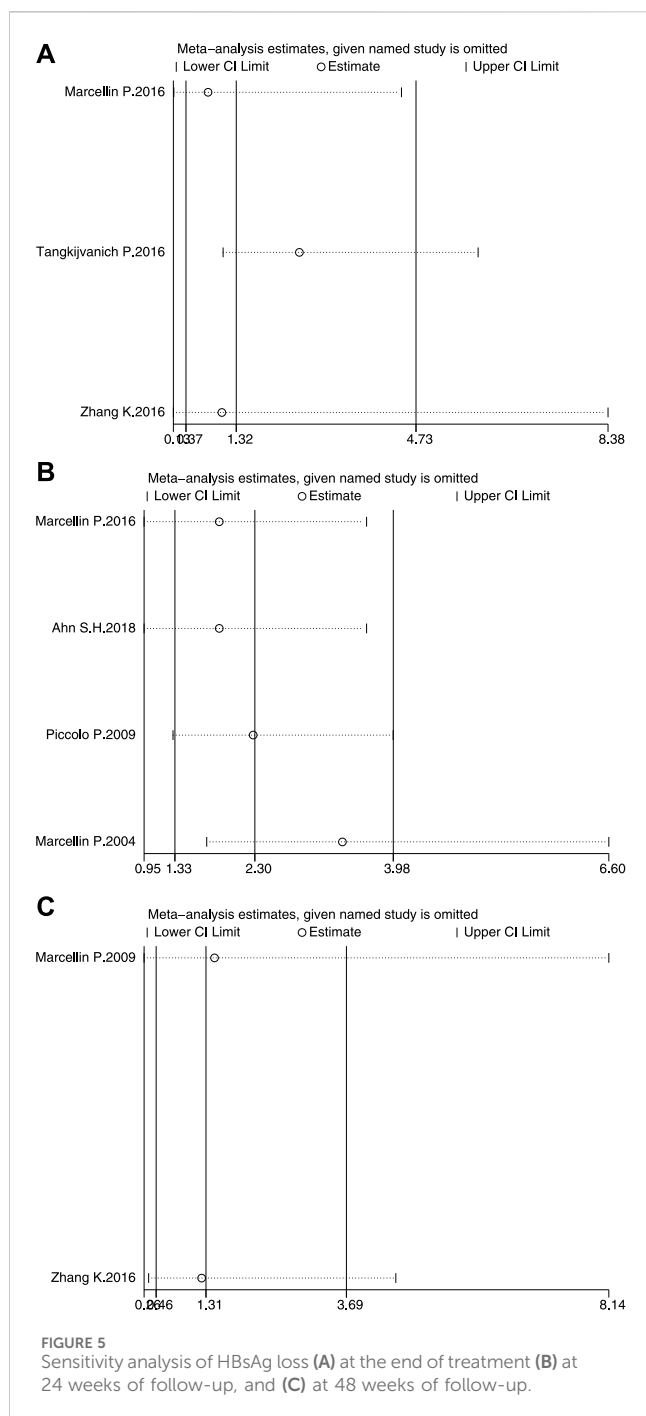 A
Meta−analysis estimates, given named study is omitted
| Lower CI Limit ○ Estimate | Upper CI Limit
Marcellin P.2016
Tangkijvanich P.2016
Zhang K.2016
1.32 4.73 8.38
B
Meta−analysis estimates, given named study is omitted
| Lower CI Limit ○ Estimate | Upper CI Limit
Marcellin P.2016
Ahn S.H.2018
Piccolo P.2009
Marcellin P.2004
0.95 1.33 2.30 3.98 6.60
C
Meta−analysis estimates, given named study is omitted
| Lower CI Limit ○ Estimate | Upper CI Limit
Marcellin P.2009
Zhang K.2016
1.31 3.69 8.14
FIGURE 5
Sensitivity analysis of HBsAg loss (A) at the end of treatment (B) at
24 weeks of follow-up, and (C) at 48 weeks of follow-up.